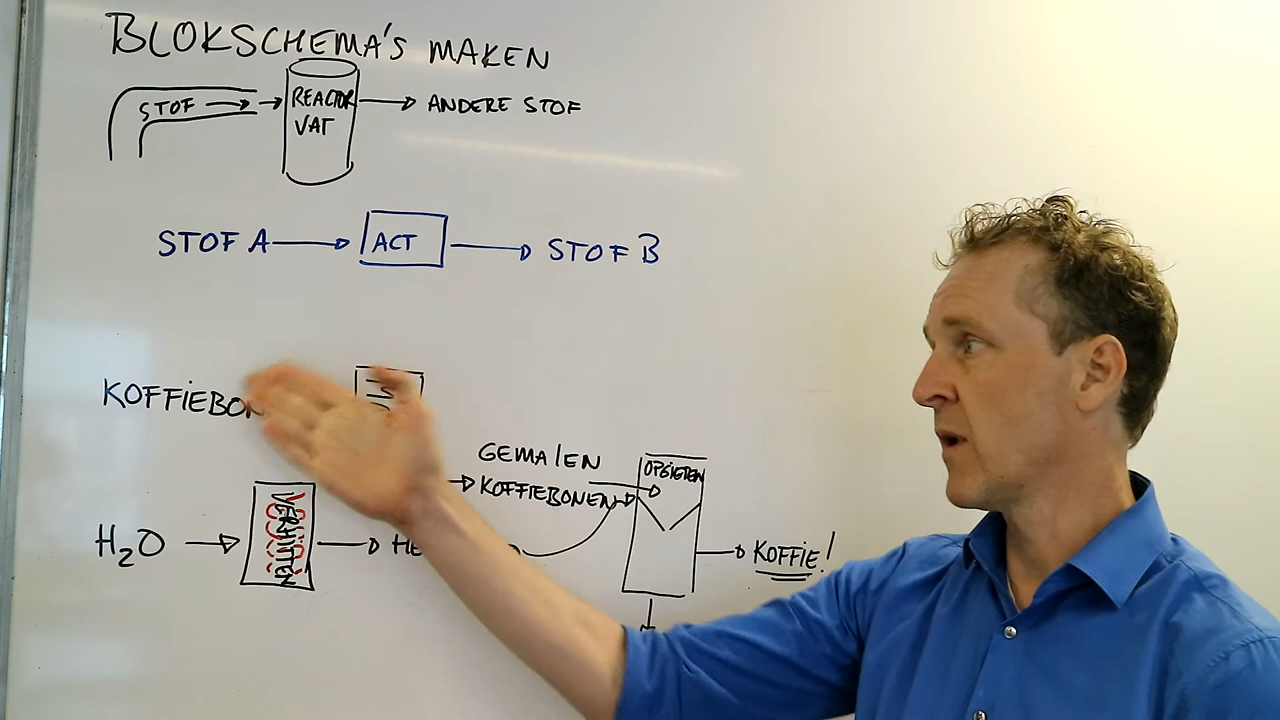 BLOKSCHEMA'S MAKEN
STOF
REACTOR
VAT
ANDERE STOF
STOF A
ACT
STOF B
GEMALEN
KOFFIEBONEN
OPGIETEN
H2O
VERHITTEN
KOFFIE!